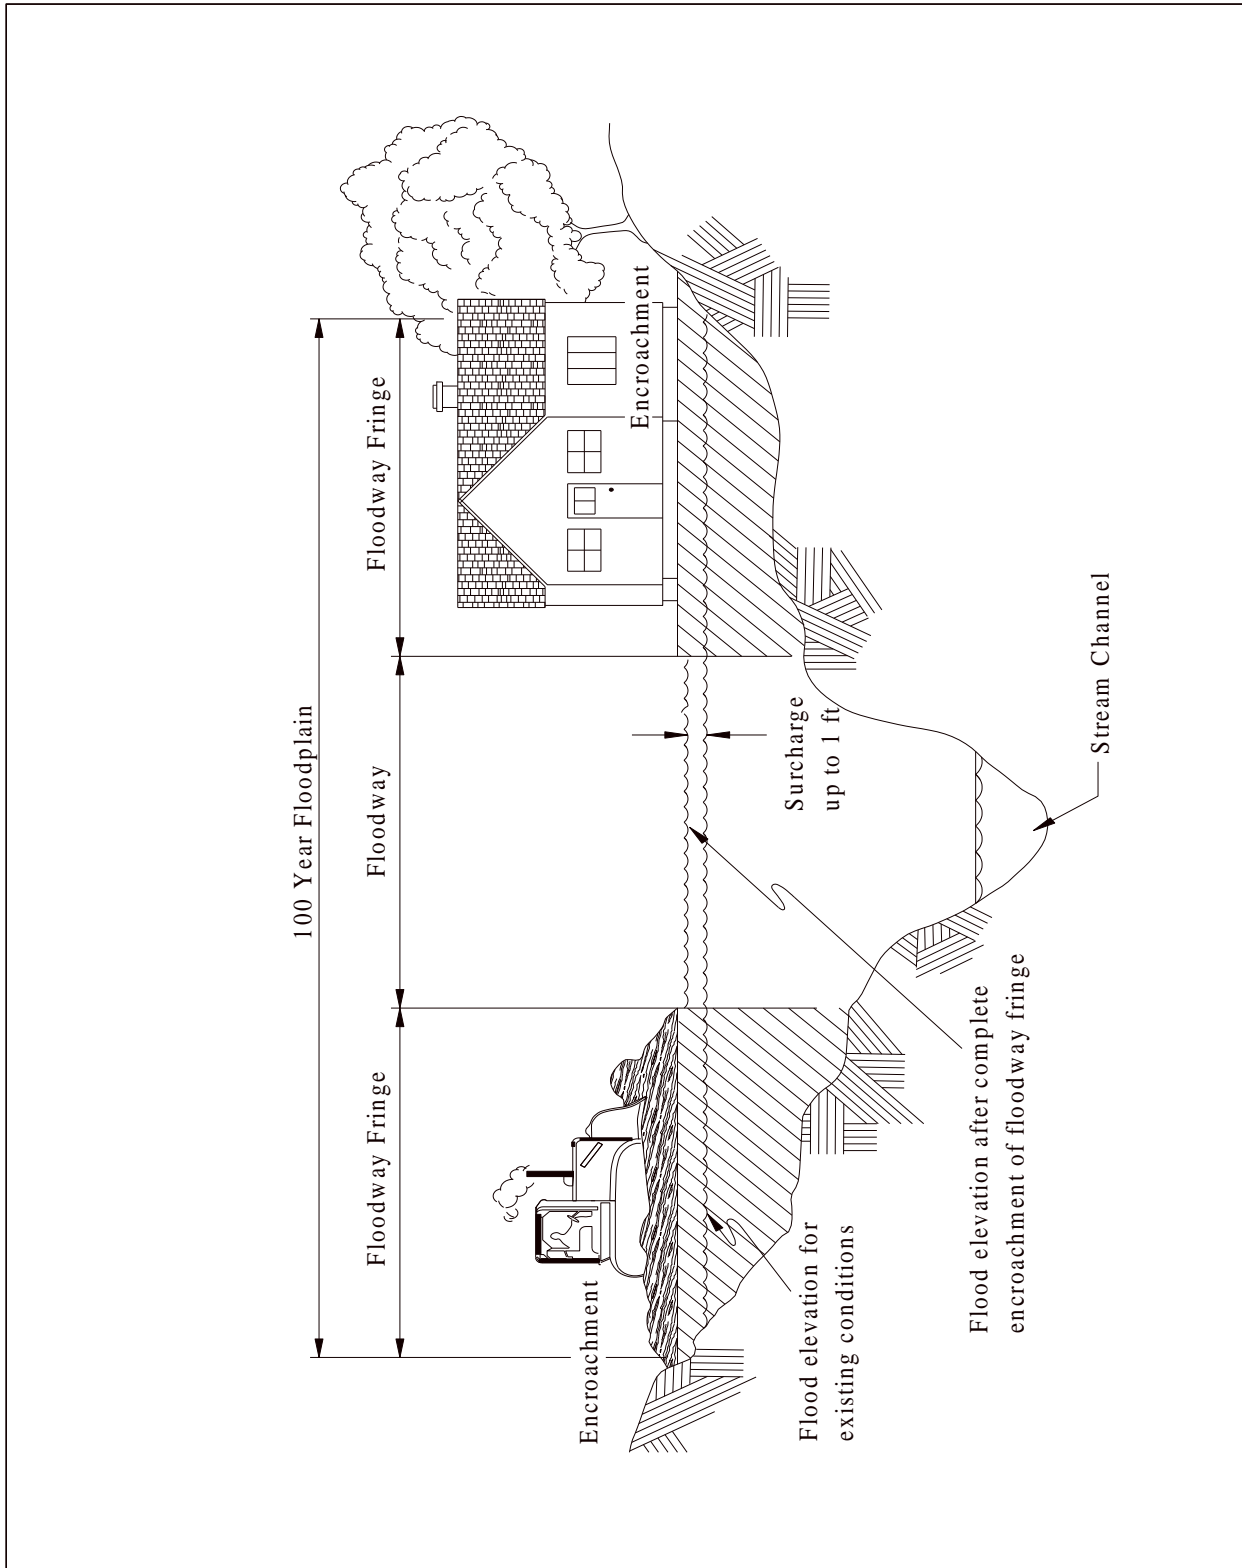 100 Year Floodplain
Floodway Fringe
Floodway
Floodway Fringe
Encroachment
Encroachment
Surcharge
up to 1 ft
Flood elevation for
existing conditions
Flood elevation after complete
encroachment of floodway fringe
Stream Channel